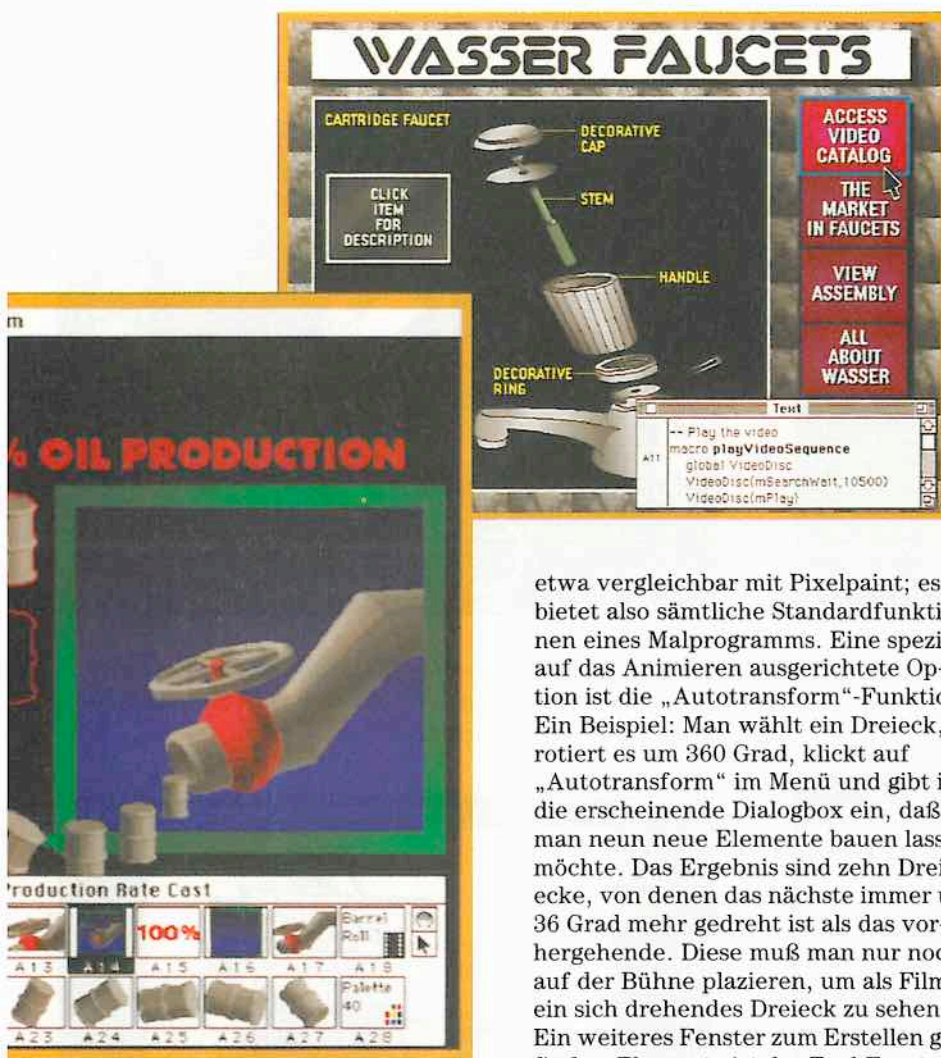 WASSER FAUCETS
CARTRIDGE FAUCET
DECORATIVE
CAP
CLICK
ITEM
FOR
DESCRIPTION
STEM
HANDLE
DECORATIVE
RING
ACCESS
VIDEO
CATALOG
THE
MARKET
IN FAUCETS
VIEW
ASSEMBLY
ALL
ABOUT
WASSER
Text
-- Play the video
A11
macro playVideoSequence
global VideoDisc
VideoDisc(mSearchWait,10500)
VideoDisc(mPlay)
m
% OIL PRODUCTION
Production Rate Cast
100%
Barrel
Roll
A13 A14 A15 A16 A17 A18
Palette
40
A23 A24 A25 A26 A27 A28
etwa vergleichbar mit Pixelpaint; es
bietet also sämtliche Standardfunkti
nen eines Malprogramms. Eine spezi
auf das Animieren ausgerichtete Op-
tion ist die „Autotransform“-Funktio
Ein Beispiel: Man wählt ein Dreieck,
rotiert es um 360 Grad, klickt auf
„Autotransform“ im Menü und gibt i
die erscheinende Dialogbox ein, daß
man neun neue Elemente bauen lass
möchte. Das Ergebnis sind zehn Drei
ecke, von denen das nächste immer u
36 Grad mehr gedreht ist als das vor-
hergehende. Diese muß man nur noc
auf der Bühne plazieren, um als Film
ein sich drehendes Dreieck zu sehen
Ein weiteres Fenster zum Erstellen g